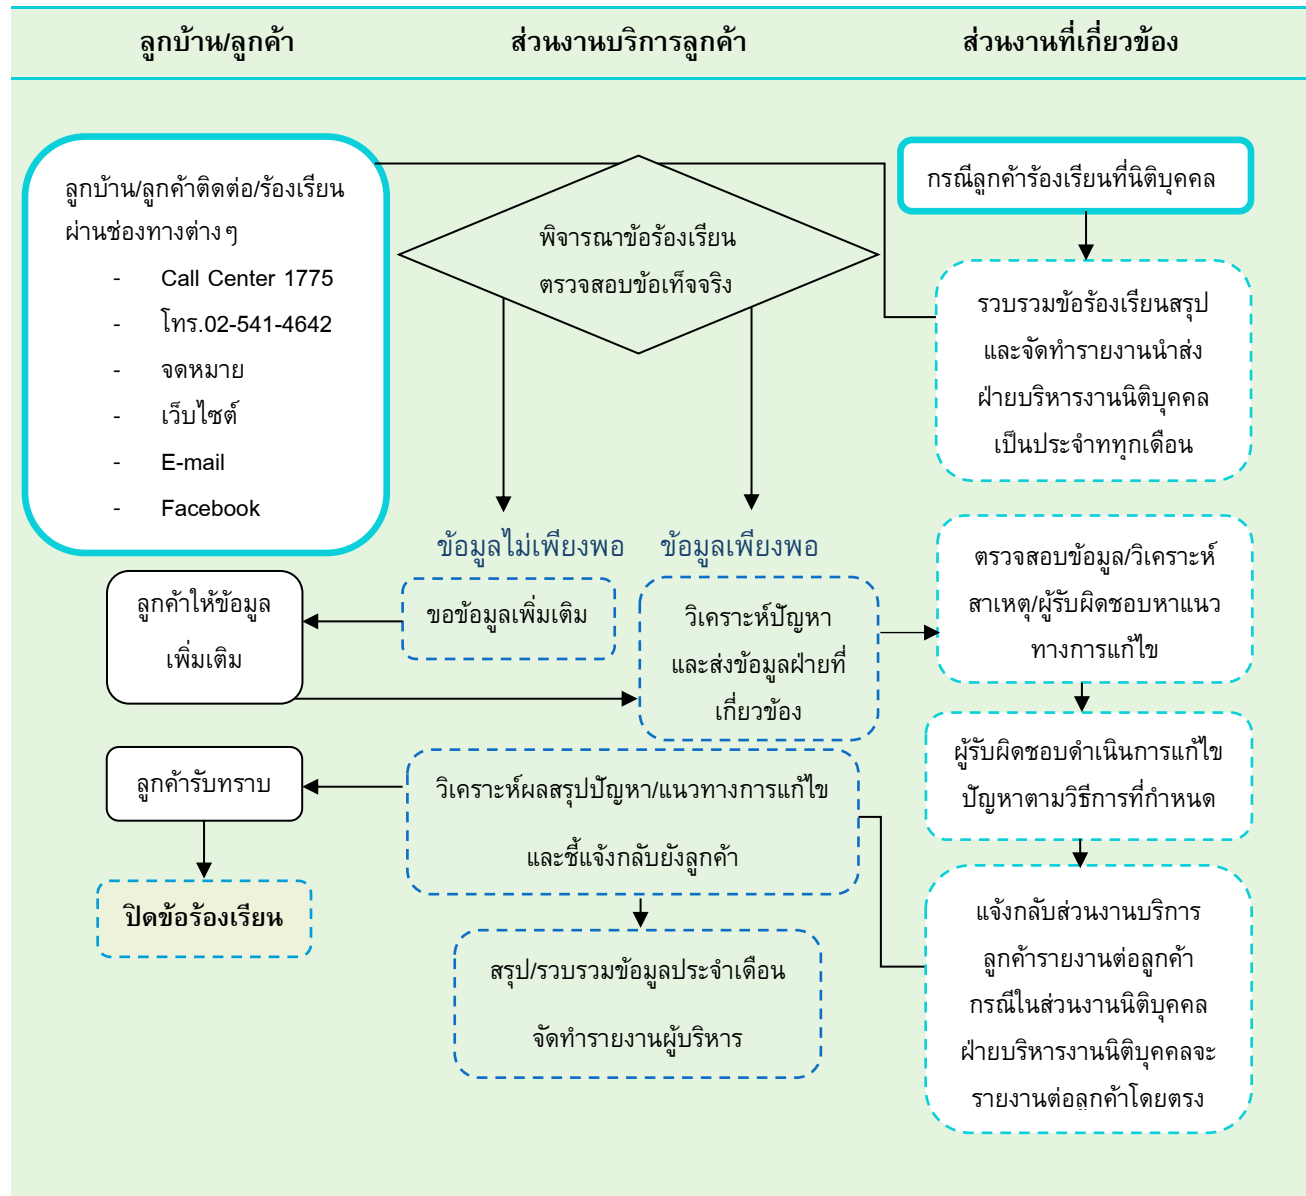 ลูกบ้าน/ลูกค้า
ส่วนงานบริการลูกค้า
ส่วนงานที่เกี่ยวข้อง
ลูกบ้าน/ลูกค้าติดต่อ/ร้องเรียน
ผ่านช่องทางต่าง ๆ
- Call Center 1775
- โทร.02-541-4642
- จดหมาย
- เว็บไซต์
- E-mail
- Facebook
พิจารณาข้อร้องเรียน
ตรวจสอบข้อเท็จจริง
กรณีลูกค้าร้องเรียนที่นิติบุคคล
รวบรวมข้อร้องเรียนสรุป
และจัดทำรายงานนำส่ง
ฝ่ายบริหารงานนิติบุคคล
เป็นประจำททุกเดือน
ข้อมูลไม่เพียงพอ
ข้อมูลเพียงพอ
ลูกค้าให้ข้อมูล
เพิ่มเติม
ขอข้อมูลเพิ่มเติม
วิเคราะห์ปัญหา
และส่งข้อมูลฝ่ายที่
เกี่ยวข้อง
ตรวจสอบข้อมูล/วิเคราะห์
สาเหตุ/ผู้รับผิดชอบหาแนว
ทางการแก้ไข
ผู้รับผิดชอบดำเนินการแก้ไข
ปัญหาตามวิธีการที่กำหนด
ลูกค้ารับทราบ
วิเคราะห์ผลสรุปปัญหา/แนวทางการแก้ไข
และชี้แจ้งกลับยังลูกค้า
ปิดข้อร้องเรียน
สรุป/รวบรวมข้อมูลประจำเดือน
จัดทำรายงานผู้บริหาร
แจ้งกลับส่วนงานบริการ
ลูกค้ารายงานต่อลูกค้า
กรณีในส่วนงานนิติบุคคล
ฝ่ายบริหารงานนิติบุคคลจะ
รายงานต่อลูกค้าโดยตรง